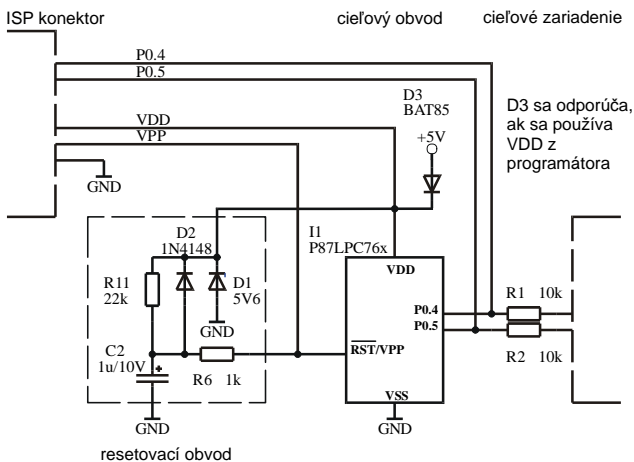 ISP konektor
cieľový obvod
cieľové zariadenie
P0.4
P0.5
VDD
VPP
GND
D3
BAT85
+5V
D3 sa odporúča,
ak sa používa
VDD z
programátora
D2
1N4148
I1
P87LPC76x
VDD
R11
22k
D1
5V6
GND
P0.4
P0.5
R1 10k
R2 10k
C2
1u/10V
+
R6 1k
RST/VPP
VSS
GND
GND
resetovací obvod